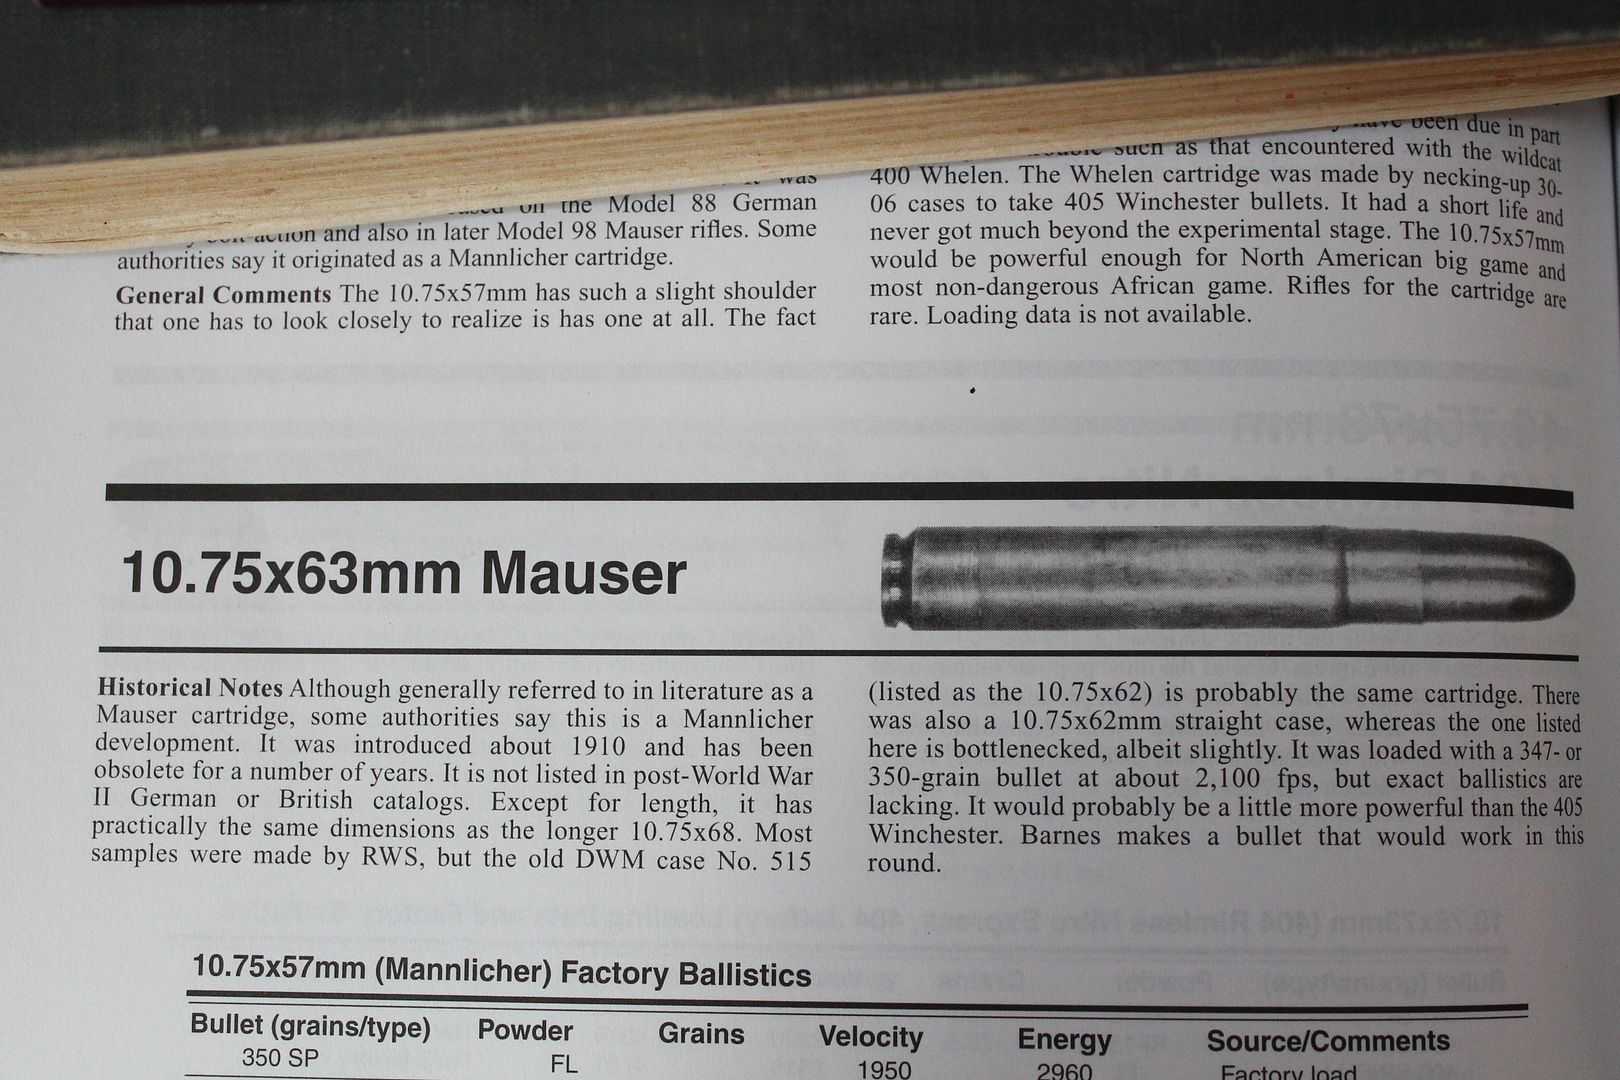 was
on the Model 88 German
action and also in later Model 98 Mauser rifles. Some
authorities say it originated as a Mannlicher cartridge.
General Comments The 10.75x57mm has such a slight shoulder
that one has to look closely to realize is has one at all. The fact
have been due in part
such as that encountered with the wildcat
400 Whelen. The Whelen cartridge was made by necking-up 30-
06 cases to take 405 Winchester bullets. It had a short life and
never got much beyond the experimental stage. The 10.75x57mm
would be powerful enough for North American big game and
most non-dangerous African game. Rifles for the cartridge are
rare. Loading data is not available.
10.75x63mm Mauser
Historical Notes Although generally referred to in literature as a
Mauser cartridge, some authorities say this is a Mannlicher
development. It was introduced about 1910 and has been
obsolete for a number of years. It is not listed in post-World War
II German or British catalogs. Except for length, it has
practically the same dimensions as the longer 10.75x68. Most
samples were made by RWS, but the old DWM case No. 515
(listed as the 10.75x62) is probably the same cartridge. There
was also a 10.75x62mm straight case, whereas the one listed
here is bottlenecked, albeit slightly. It was loaded with a 347- or
350-grain bullet at about 2,100 fps, but exact ballistics are
lacking. It would probably be a little more powerful than the 405
Winchester. Barnes makes a bullet that would work in this
round.
10.75x57mm (Mannlicher) Factory Ballistics
Bullet (grains/type) Powder Grains Velocity Energy Source/Comments
350 SP FL 1950 2960 Factory load